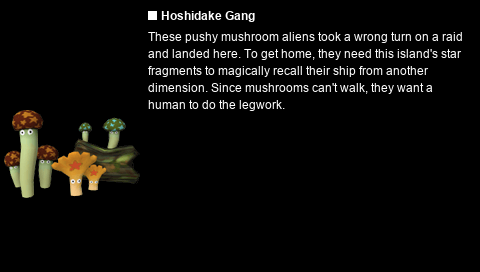 Hoshidake Gang
These pushy mushroom aliens took a wrong turn on a raid
and landed here. To get home, they need this island's star
fragments to magically recall their ship from another
dimension. Since mushrooms can't walk, they want a
human to do the legwork.